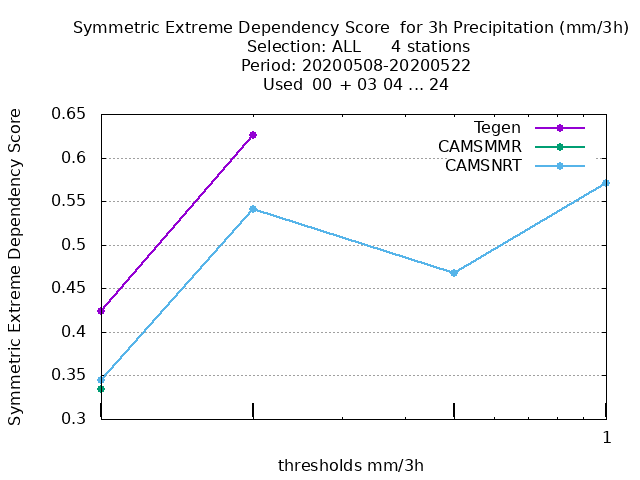 Symmetric Extreme Dependency Score  for 3h Precipitation (mm/3h)
Selection: ALL      4 stations
Period: 20200508-20200522
Used  00 + 03 04 ... 24
Symmetric Extreme Dependency Score
0.65
0.6
0.55
0.5
0.45
0.4
0.35
0.3
Tegen
CAMSMMR
CAMSNRT
1
thresholds mm/3h